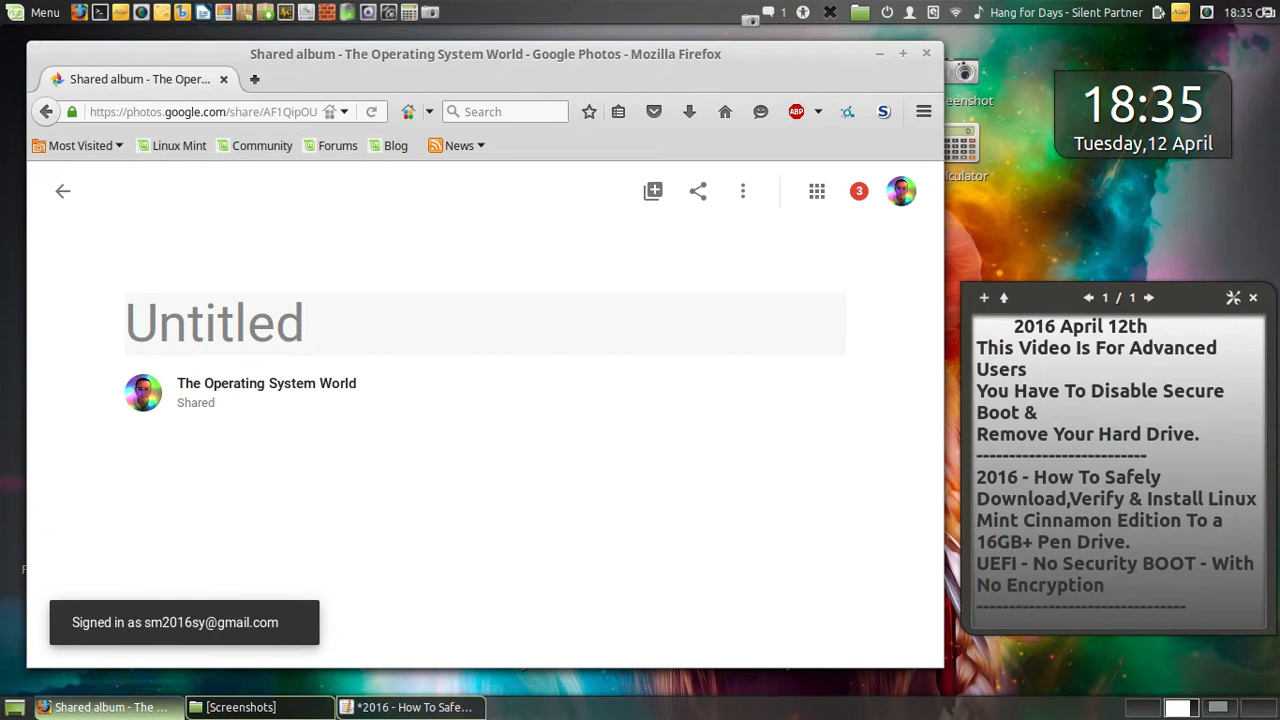 Menu
1
Hang for Days - Silent Partner
18:35
Shared album - The Operating System World - Google Photos - Mozilla Firefox
Shared album - The Oper...
https://photos.google.com/share/AF1QipOU
Search
ABP
S
Most Visited
Linux Mint
Community
Forums
Blog
News
3
Untitled
The Operating System World
Shared
Signed in as sm2016sy@gmail.com
18:35
Tuesday,12 April
1 / 1
2016 April 12th
This Video Is For Advanced
Users
You Have To Disable Secure
Boot &
Remove Your Hard Drive.
---------------------------
2016 - How To Safely
Download,Verify & Install Linux
Mint Cinnamon Edition To a
16GB+ Pen Drive.
UEFI - No Security BOOT - With
No Encryption
---------------------------------
Shared album - The ...
[Screenshots]
*2016 - How To Safe...